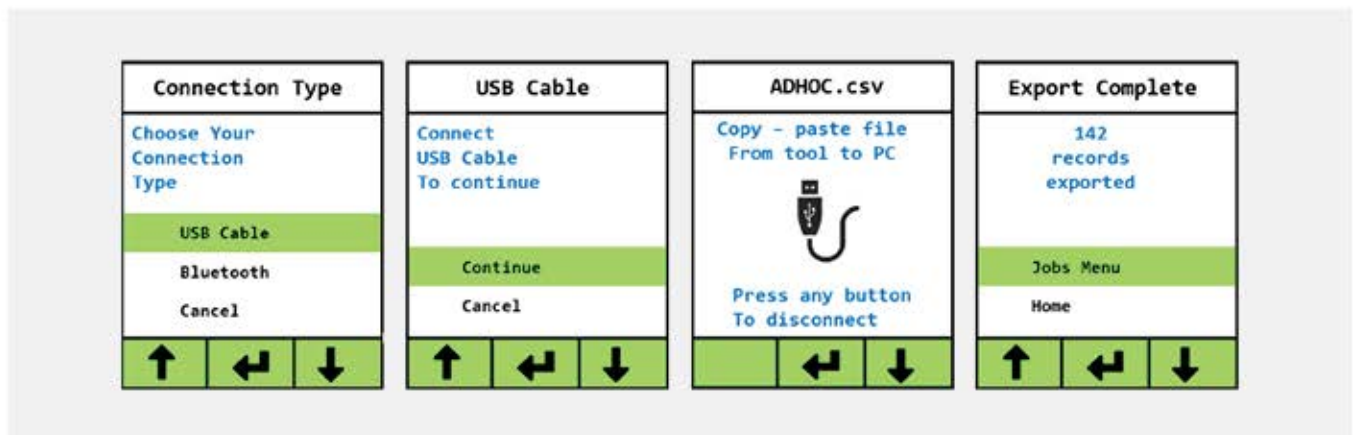 Connection Type
Choose Your
Connection
Type
USB Cable
Bluetooth
Cancel
USB Cable
Connect
USB Cable
To continue
Continue
Cancel
ADHOC.csv
Copy - paste file
From tool to PC
Press any button
To disconnect
Export Complete
142
records
exported
Jobs Menu
Home